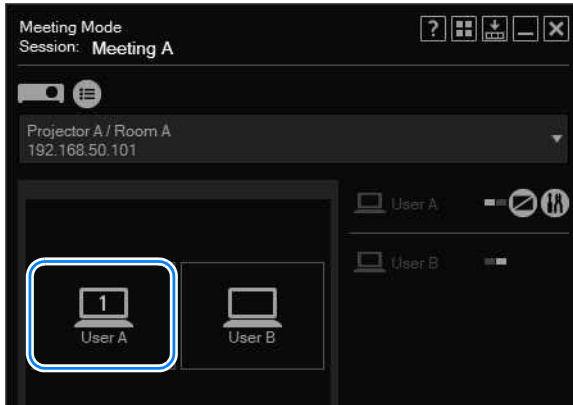 Meeting Mode
Session: Meeting A
?
Projector A / Room A
192.168.50.101
User A
User B
1
User A
User B